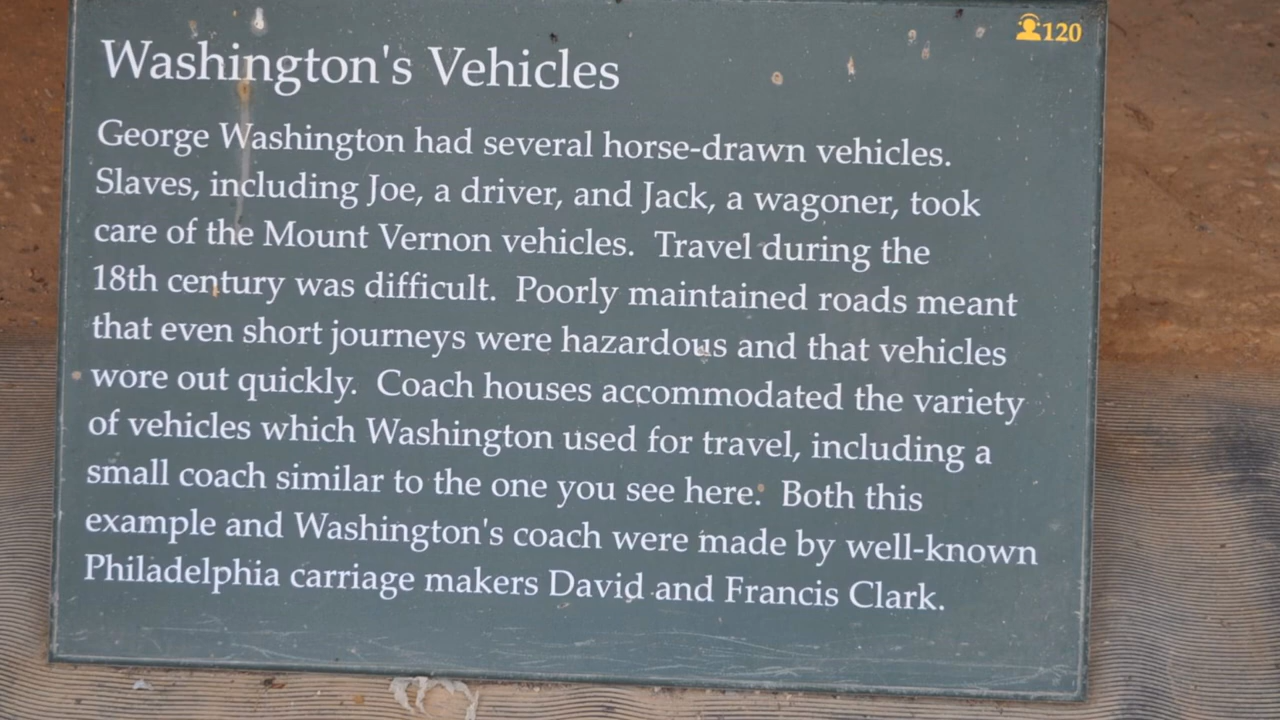 120
Washington's Vehicles
George Washington had several horse-drawn vehicles.
Slaves, including Joe, a driver, and Jack, a wagoner, took
care of the Mount Vernon vehicles. Travel during the
18th century was difficult. Poorly maintained roads meant
that even short journeys were hazardous and that vehicles
wore out quickly. Coach houses accommodated the variety
of vehicles which Washington used for travel, including a
small coach similar to the one you see here. Both this
example and Washington's coach were made by well-known
Philadelphia carriage makers David and Francis Clark.